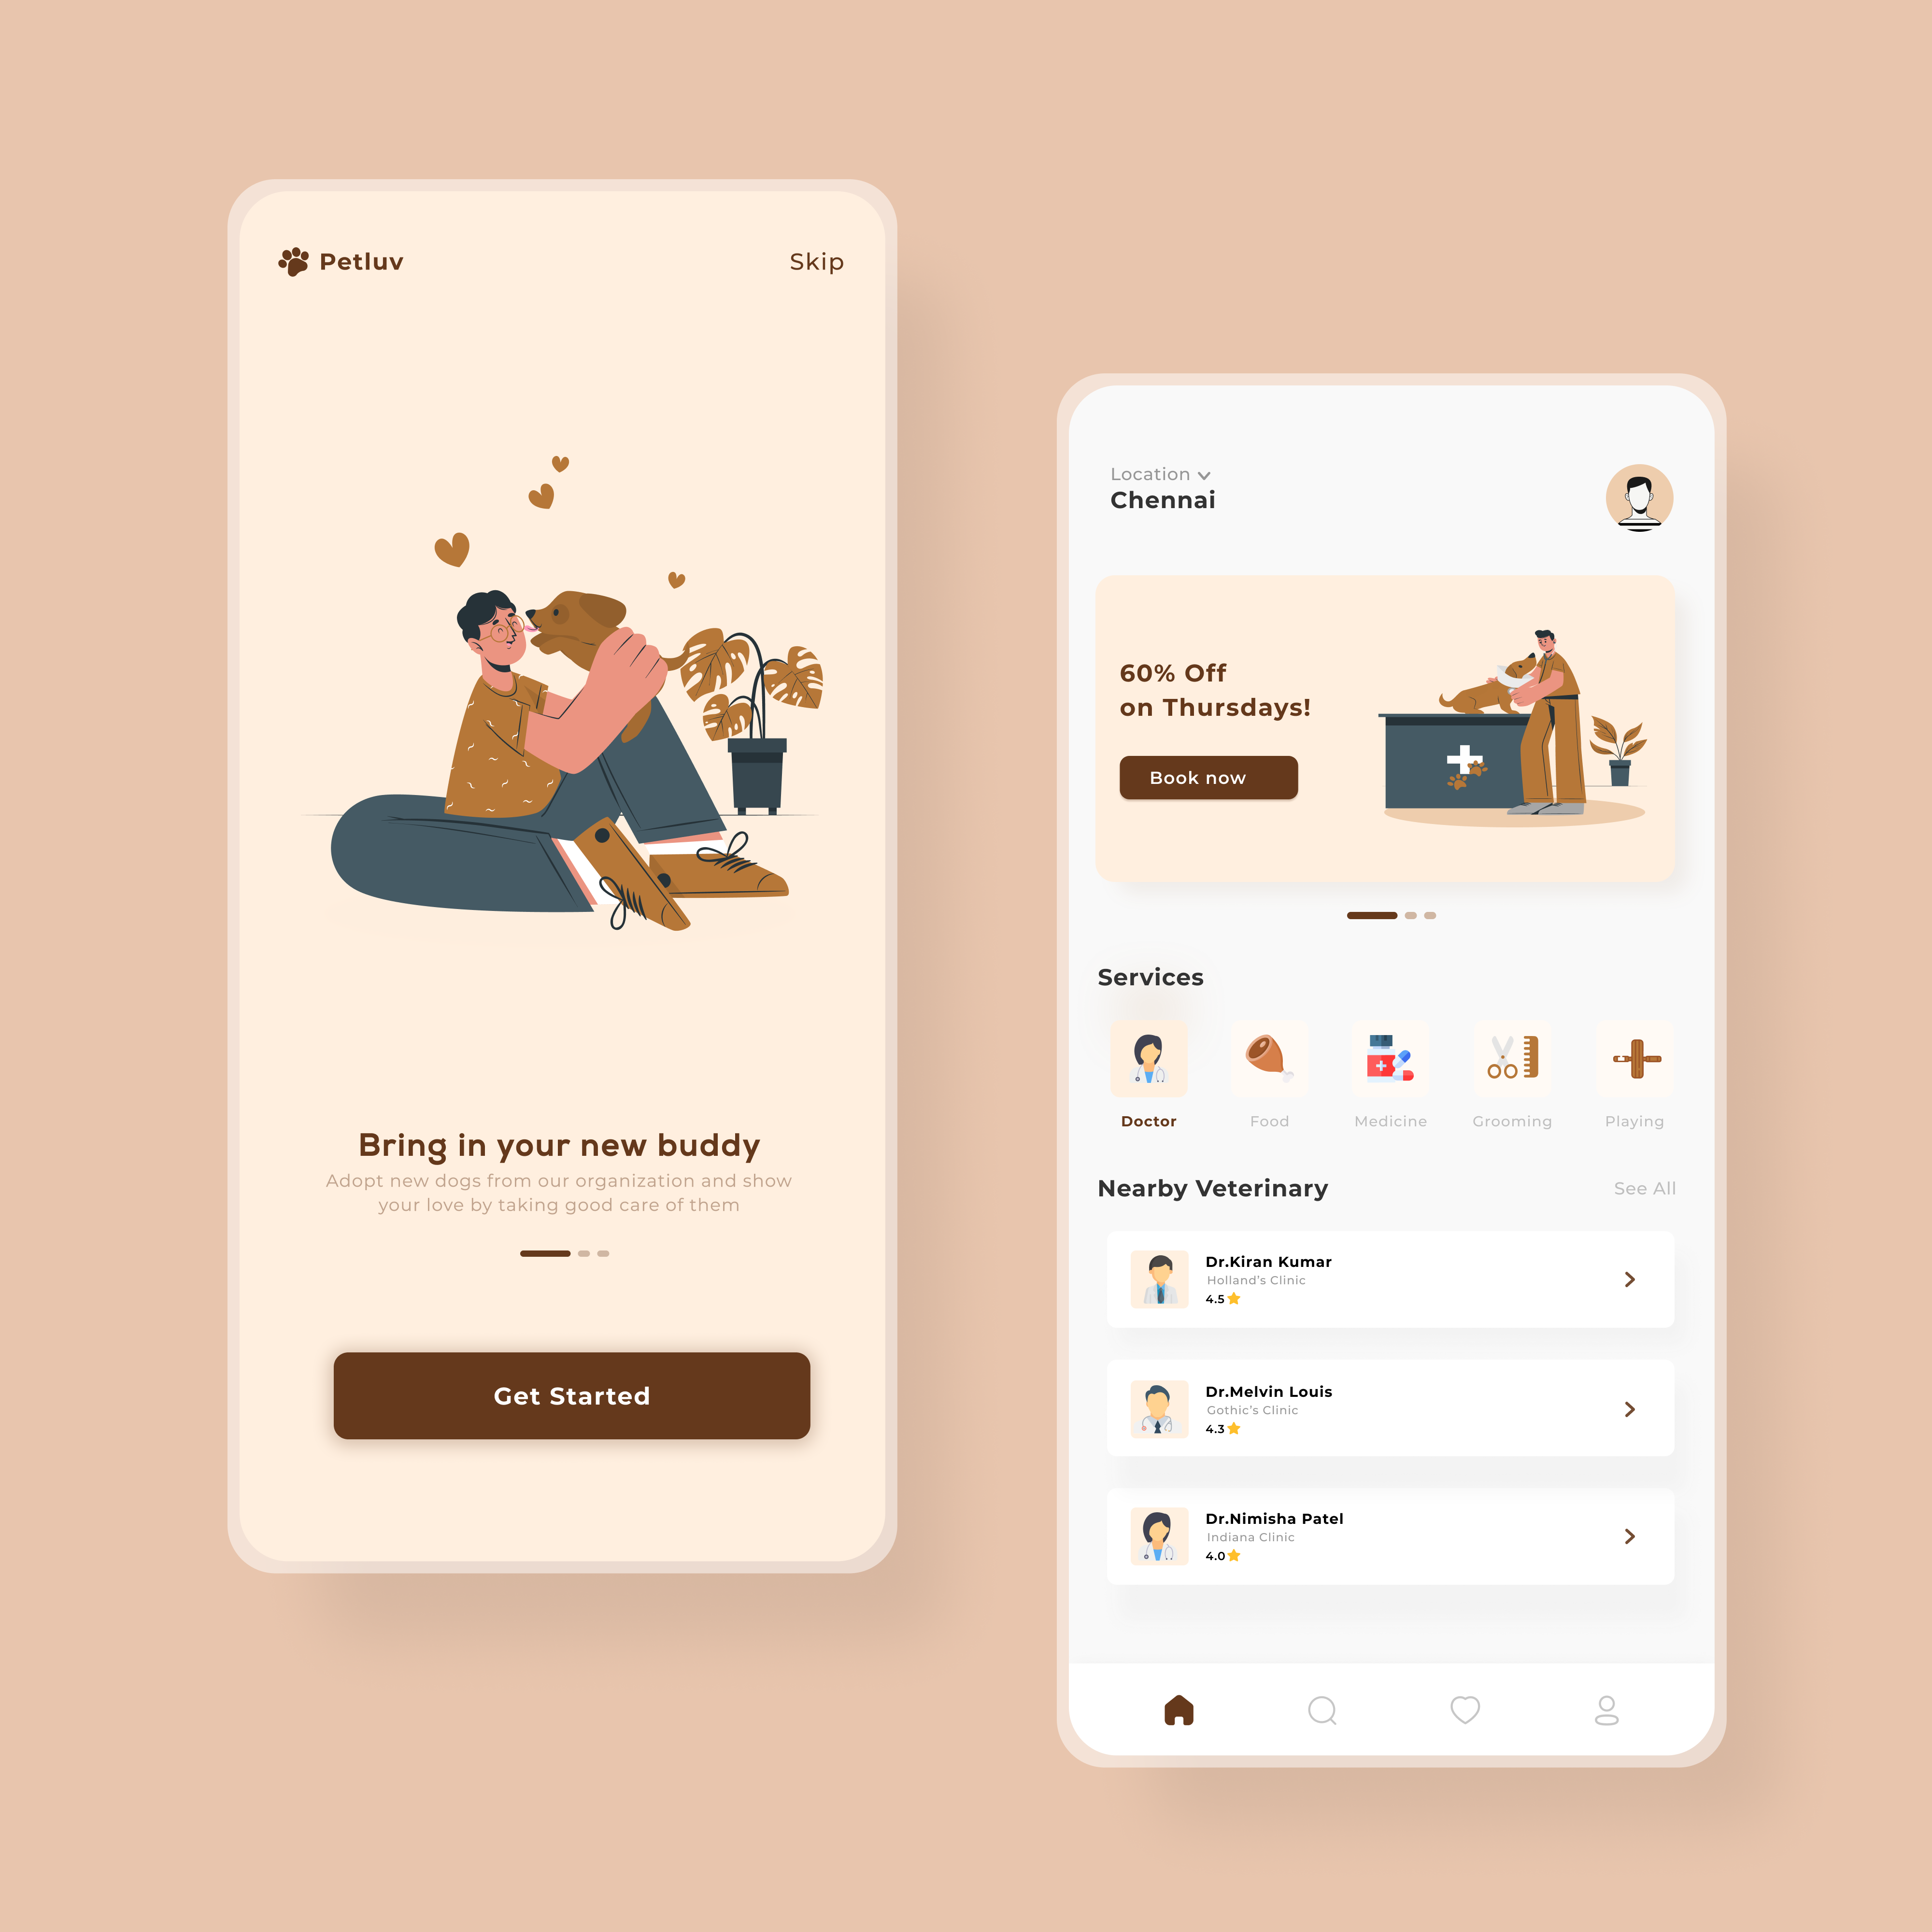 Petluv
Skip
Bring in your new buddy
Adopt new dogs from our organization and show
your love by taking good care of them
Get Started
Location
Chennai
60% Off
on Thursdays!
Book now
Services
Doctor
Food
Medicine
Grooming
Playing
Nearby Veterinary
See All
Dr.Kiran Kumar
Holland's Clinic
4.5
Dr.Melvin Louis
Gothic's Clinic
4.3
Dr.Nimisha Patel
Indiana Clinic
4.0